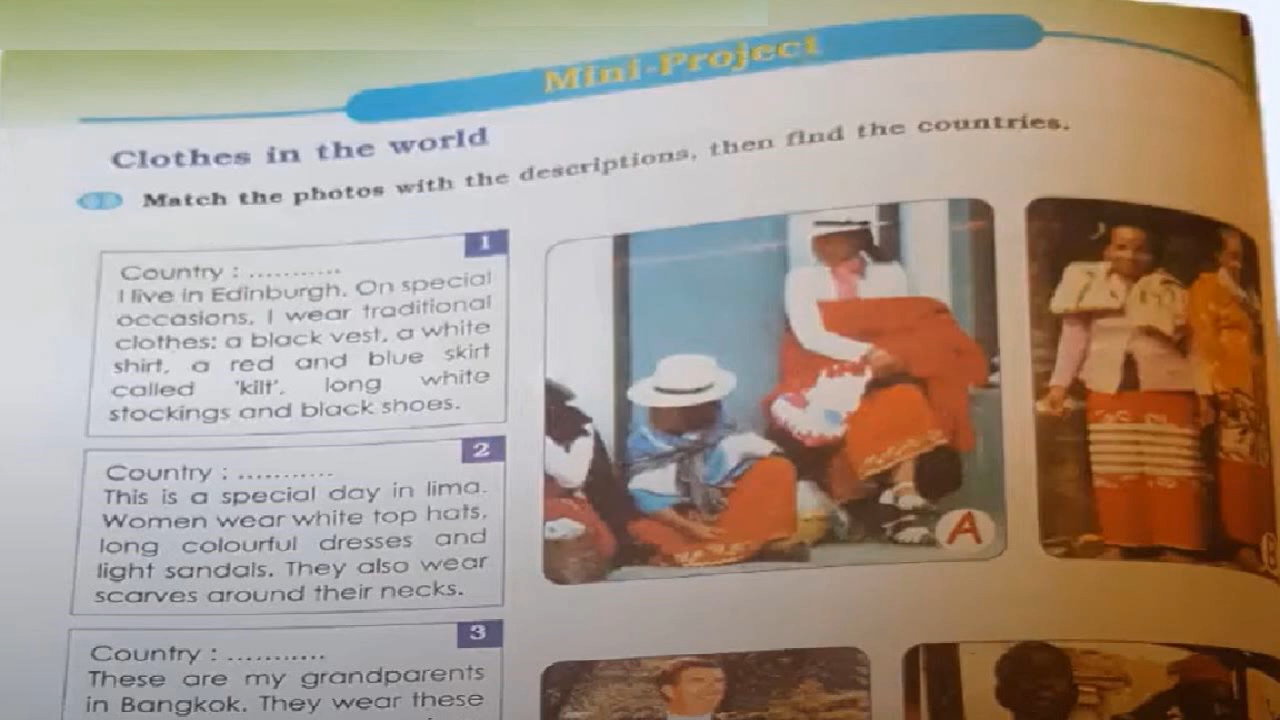 Mini-Project
Clothes in the world
1 Match the photos with the descriptions, then find the countries.
1
Country : ...........
I live in Edinburgh. On special
occasions, I wear traditional
clothes: a black vest, a white
shirt, a red and blue skirt
called 'kilt', long white
stockings and black shoes.
2
Country : ...........
This is a special day in lima.
Women wear white top hats,
long colourful dresses and
light sandals. They also wear
scarves around their necks.
3
Country : ...........
These are my grandparents
in Bangkok. They wear these
A
B